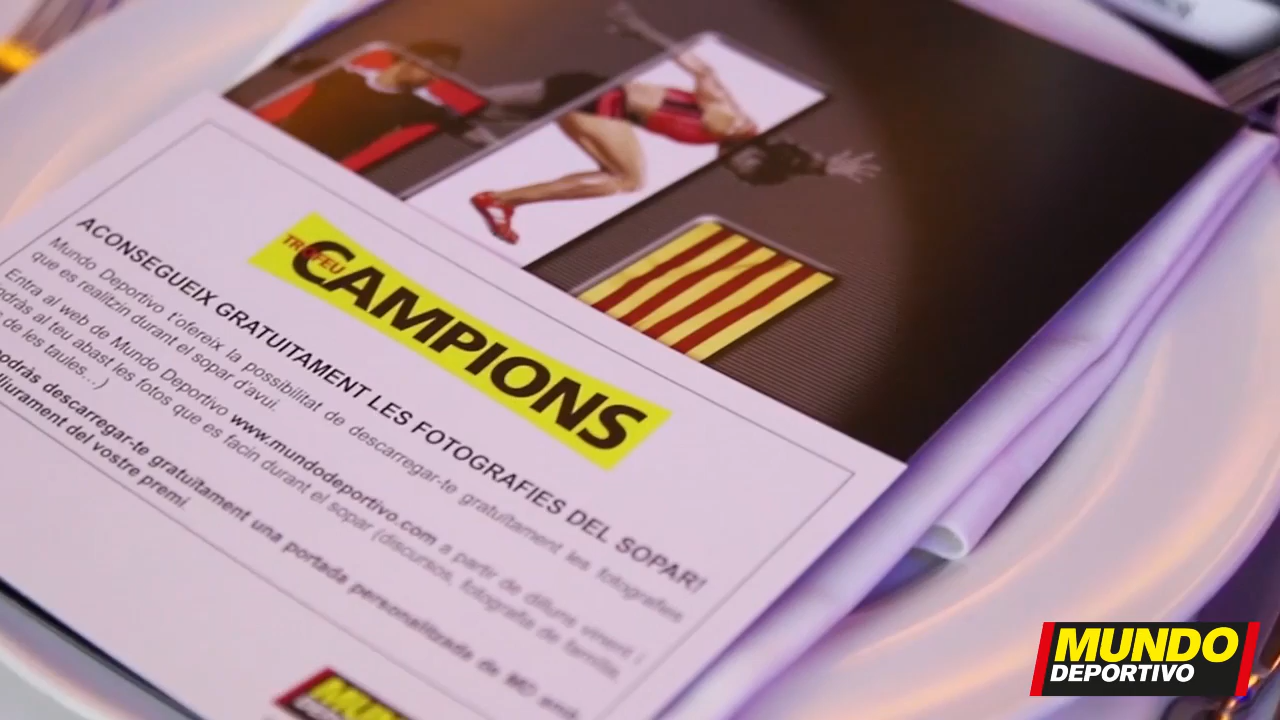 TROFEU
CAMPIONS
ACONSEGUEIX GRATUITAMENT LES FOTOGRAFIES DEL SOPAR!
Mundo Deportivo t'ofereix la possibilitat de descarregar-te gratuïtament les fotografies
que es realitzin durant el sopar d'avui.
Entra al web de Mundo Deportivo www.mundodeportivo.com a partir de dilluns vinent i
al teu abast les fotos que es facin durant el sopar (discursos, fotografia de família,
de les taules...)
podràs descarregar-te gratuïtament una portada personalitzada de MD amb
lliurament del vostre premi.
MUNDO
MUNDO
DEPORTIVO